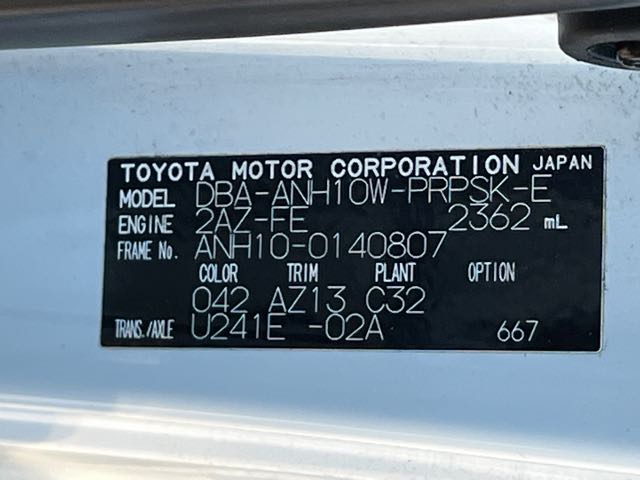 TOYOTA MOTOR CORPORATION JAPAN
MODEL DBA-ANH10W-PRPSK-E
ENGINE 2AZ-FE 2362 mL
FRAME No. ANH10-0140807
COLOR TRIM PLANT OPTION
042 AZ13 C32
TRANS./AXLE U241E -02A 667